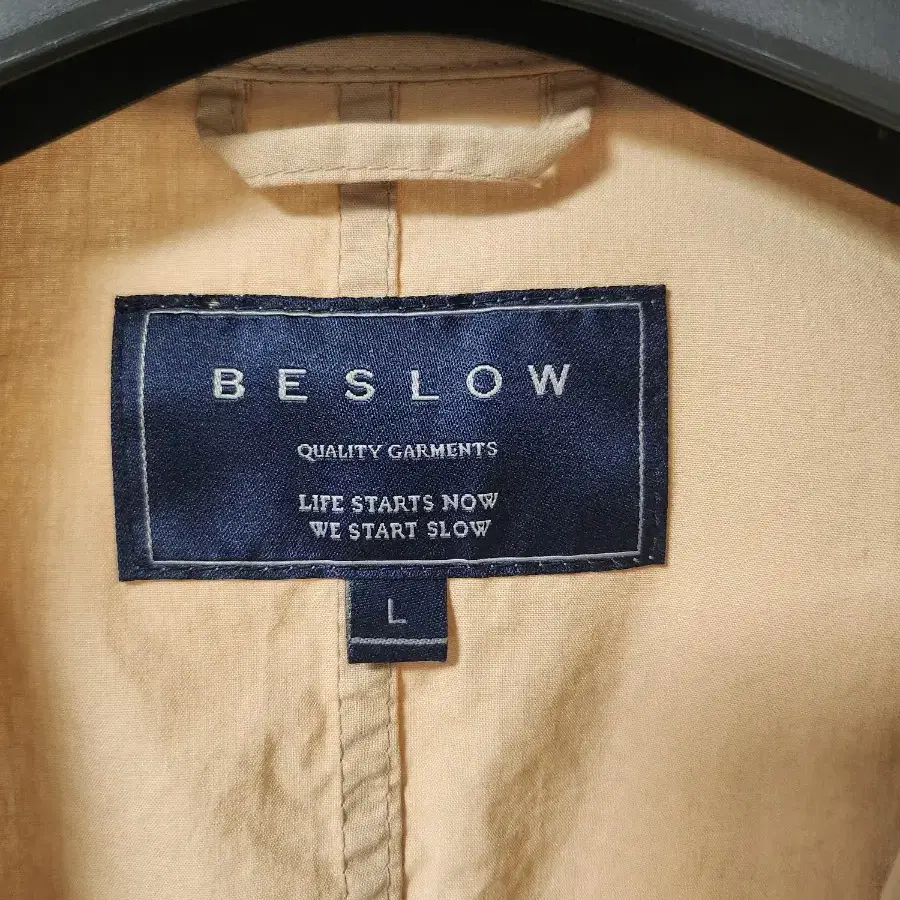 BESLOW
QUALITY GARMENTS
LIFE STARTS NOW
WE START SLOW
L